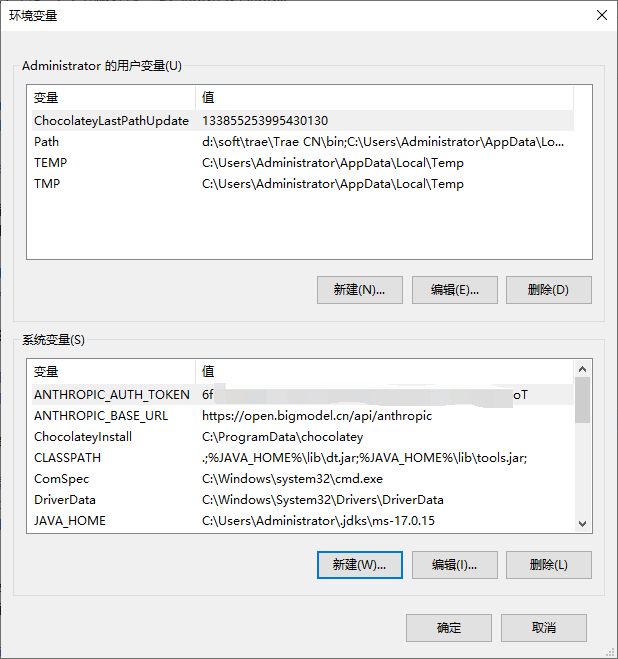 环境变量
Administrator 的用户变量(U)
变量 值
ChocolateyLastPathUpdate 133855253995430130
Path d:\soft\trae\Trae CN\bin;C:\Users\Administrator\AppData\Lo...
TEMP C:\Users\Administrator\AppData\Local\Temp
TMP C:\Users\Administrator\AppData\Local\Temp
新建(N)... 编辑(E)... 删除(D)
系统变量(S)
变量 值
ANTHROPIC_AUTH_TOKEN 6f oT
ANTHROPIC_BASE_URL https://open.bigmodel.cn/api/anthropic
ChocolateyInstall C:\ProgramData\chocolatey
CLASSPATH .;%JAVA_HOME%\lib\dt.jar;%JAVA_HOME%\lib\tools.jar;
ComSpec C:\Windows\system32\cmd.exe
DriverData C:\Windows\System32\Drivers\DriverData
JAVA_HOME C:\Users\Administrator\.jdks\ms-17.0.15
新建(W)... 编辑(I)... 删除(L)
确定 取消